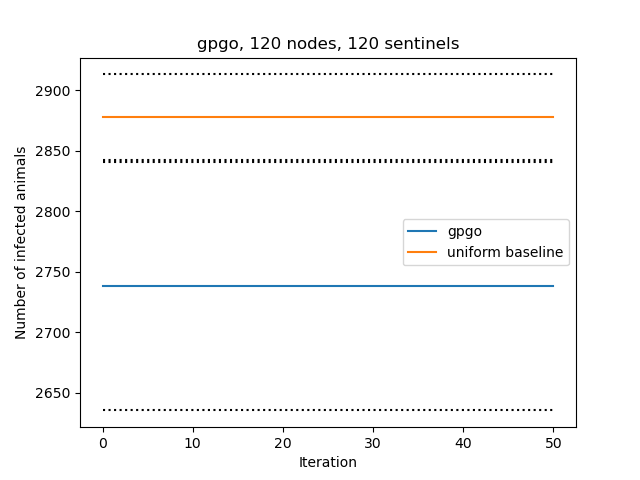 gpgo, 120 nodes, 120 sentinels
Number of infected animals
2900
2850
2800
2750
2700
2650
gpgo
uniform baseline
0 10 20 30 40 50
Iteration